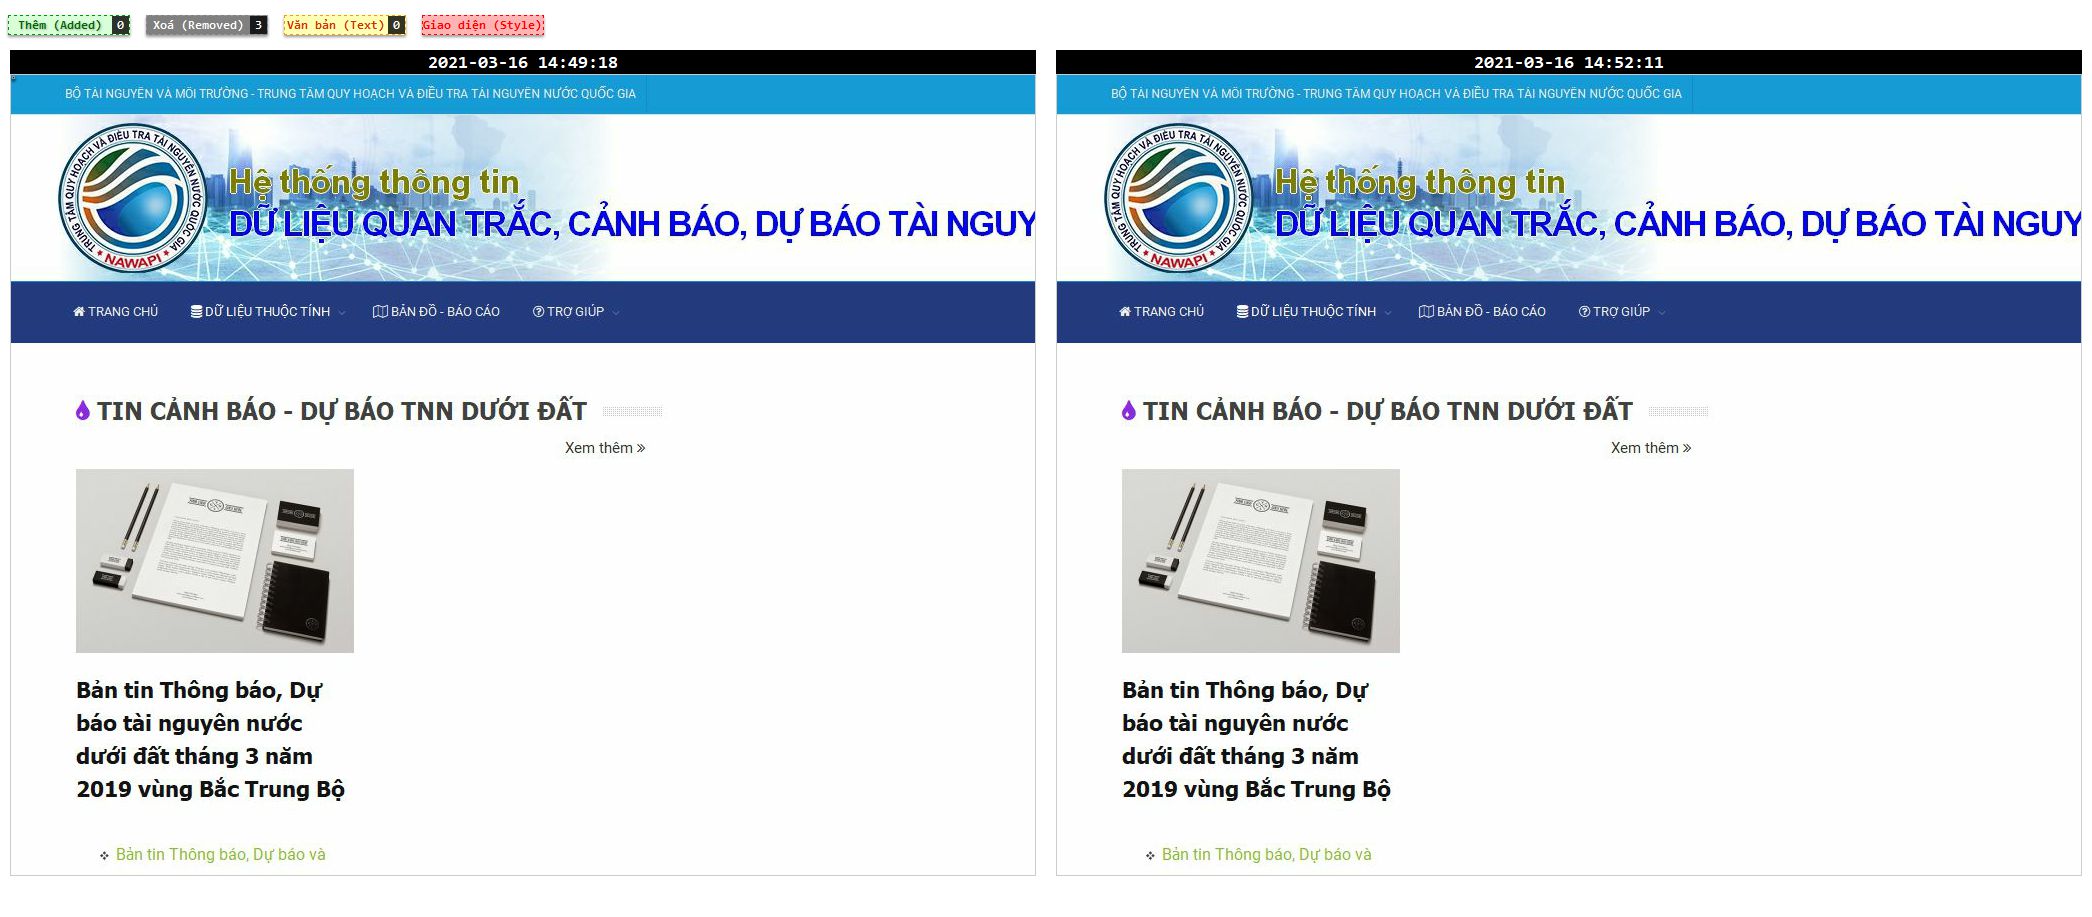 Thêm (Added) 0 Xoá (Removed) 3 Văn bản (Text) 0 Giao diện (Style)
2021-03-16 14:49:18
BỘ TÀI NGUYÊN VÀ MÔI TRƯỜNG - TRUNG TÂM QUY HOẠCH VÀ ĐIỀU TRA TÀI NGUYÊN NƯỚC QUỐC GIA
TRUNG TÂM QUY HOẠCH VÀ ĐIỀU TRA TÀI NGUYÊN NƯỚC QUỐC GIA
NAWAPI
Hệ thống thông tin
DỮ LIỆU QUAN TRẮC, CẢNH BÁO, DỰ BÁO TÀI NGUY
TRANG CHỦ DỮ LIỆU THUỘC TÍNH BẢN ĐỒ - BÁO CÁO TRỢ GIÚP
TIN CẢNH BÁO - DỰ BÁO TNN DƯỚI ĐẤT
Xem thêm »
Bản tin Thông báo, Dự
báo tài nguyên nước
dưới đất tháng 3 năm
2019 vùng Bắc Trung Bộ
Bản tin Thông báo, Dự báo và
2021-03-16 14:52:11
BỘ TÀI NGUYÊN VÀ MÔI TRƯỜNG - TRUNG TÂM QUY HOẠCH VÀ ĐIỀU TRA TÀI NGUYÊN NƯỚC QUỐC GIA
TRUNG TÂM QUY HOẠCH VÀ ĐIỀU TRA TÀI NGUYÊN NƯỚC QUỐC GIA
NAWAPI
Hệ thống thông tin
DỮ LIỆU QUAN TRẮC, CẢNH BÁO, DỰ BÁO TÀI NGUY
TRANG CHỦ DỮ LIỆU THUỘC TÍNH BẢN ĐỒ - BÁO CÁO TRỢ GIÚP
TIN CẢNH BÁO - DỰ BÁO TNN DƯỚI ĐẤT
Xem thêm »
Bản tin Thông báo, Dự
báo tài nguyên nước
dưới đất tháng 3 năm
2019 vùng Bắc Trung Bộ
Bản tin Thông báo, Dự báo và